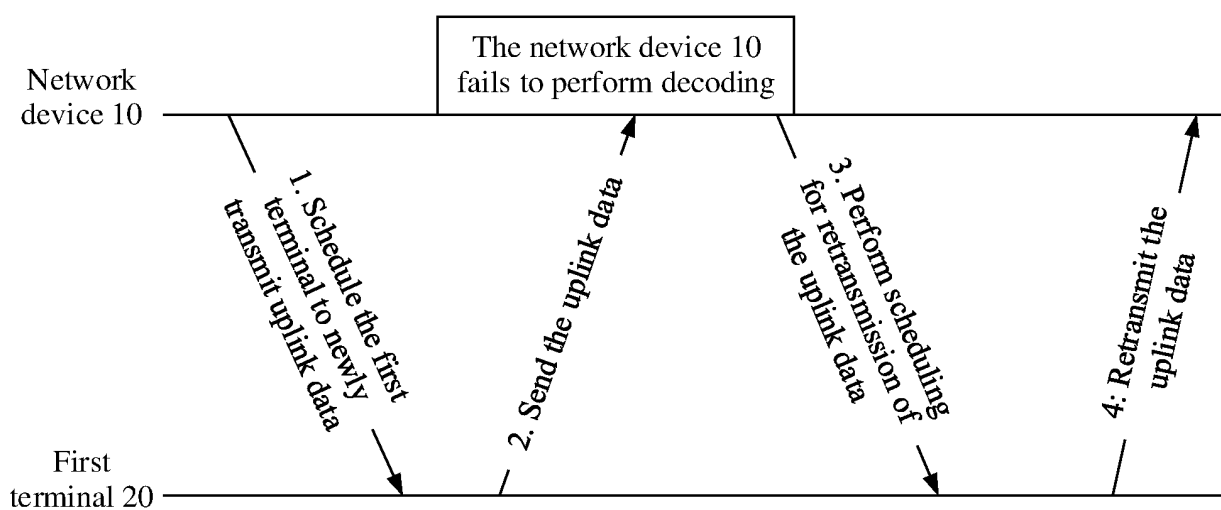 The network device 10
fails to perform decoding
Network
device 10
1. Schedule the first
terminal to newly
transmit uplink data
2. Send the uplink data
3. Perform scheduling
for retransmission of
the uplink data
4: Retransmit the
uplink data
First
terminal 20